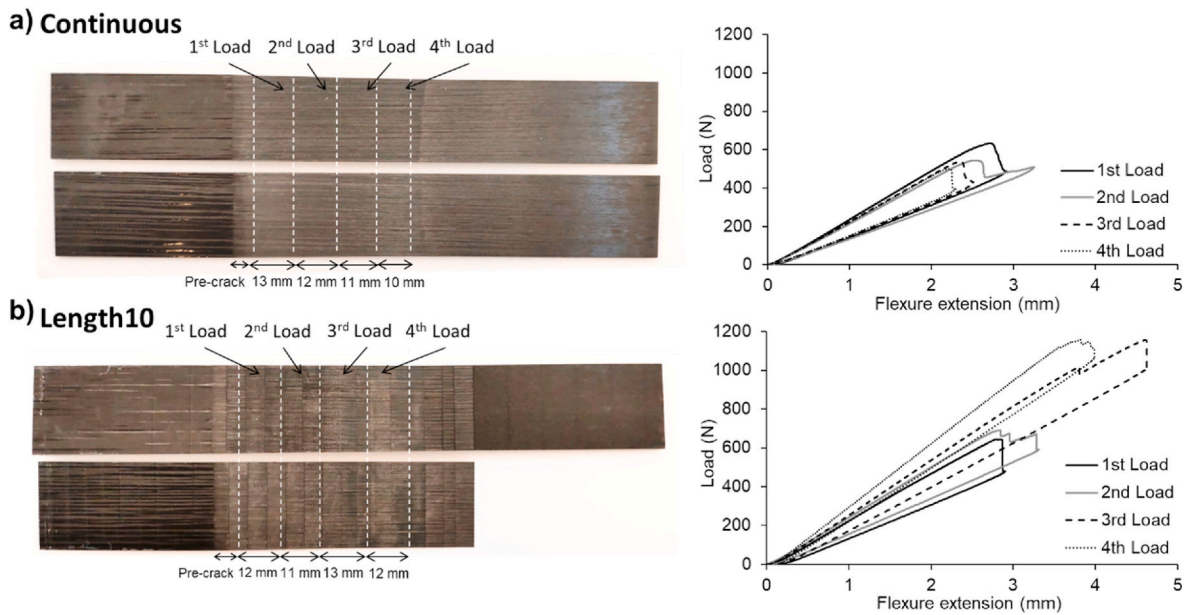 a) Continuous
1st Load
2nd Load
3rd Load
4th Load
Pre-crack
13 mm
12 mm
11 mm
10 mm
1200
1000
800
600
400
200
0
Load (N)
0
1
2
3
4
5
Flexure extension (mm)
1st Load
2nd Load
3rd Load
4th Load
b) Length10
1st Load
2nd Load
3rd Load
4th Load
Pre-crack
12 mm
11 mm
13 mm
12 mm
1200
1000
800
600
400
200
0
Load (N)
0
1
2
3
4
5
Flexure extension (mm)
1st Load
2nd Load
3rd Load
4th Load